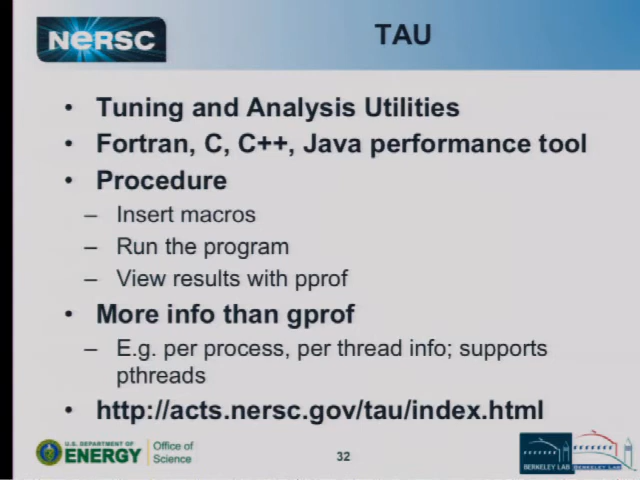 NERSC
TAU
• Tuning and Analysis Utilities
• Fortran, C, C++, Java performance tool
• Procedure
– Insert macros
– Run the program
– View results with pprof
• More info than gprof
– E.g. per process, per thread info; supports
pthreads
• http://acts.nersc.gov/tau/index.html
U.S. DEPARTMENT OF
ENERGY
Office of
Science
32
BERKELEY LAB
BERKELEY LAB